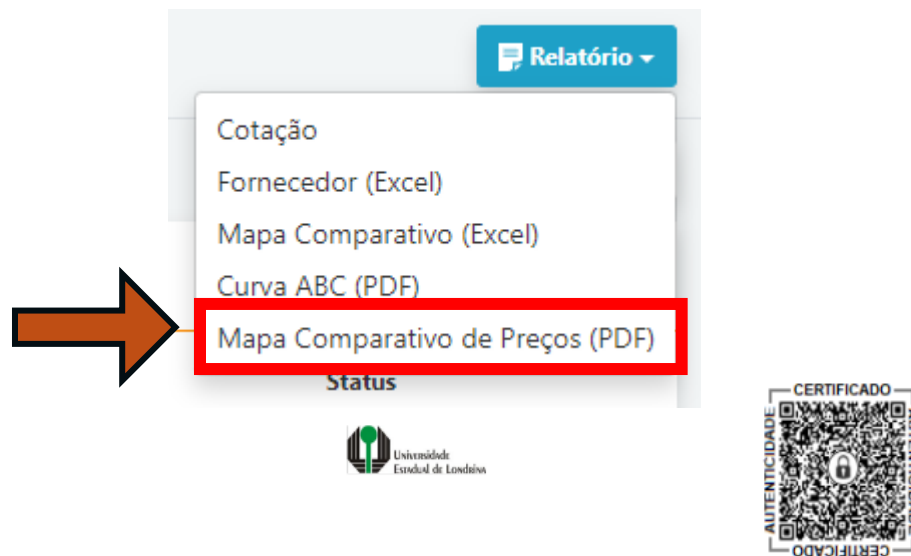 Relatório
Cotação
Fornecedor (Excel)
Mapa Comparativo (Excel)
Curva ABC (PDF)
Mapa Comparativo de Preços (PDF)
Status
Universidade
Estadual de Londrina
CERTIFICADO
AUTENTICIDADE
CERTIFICADO